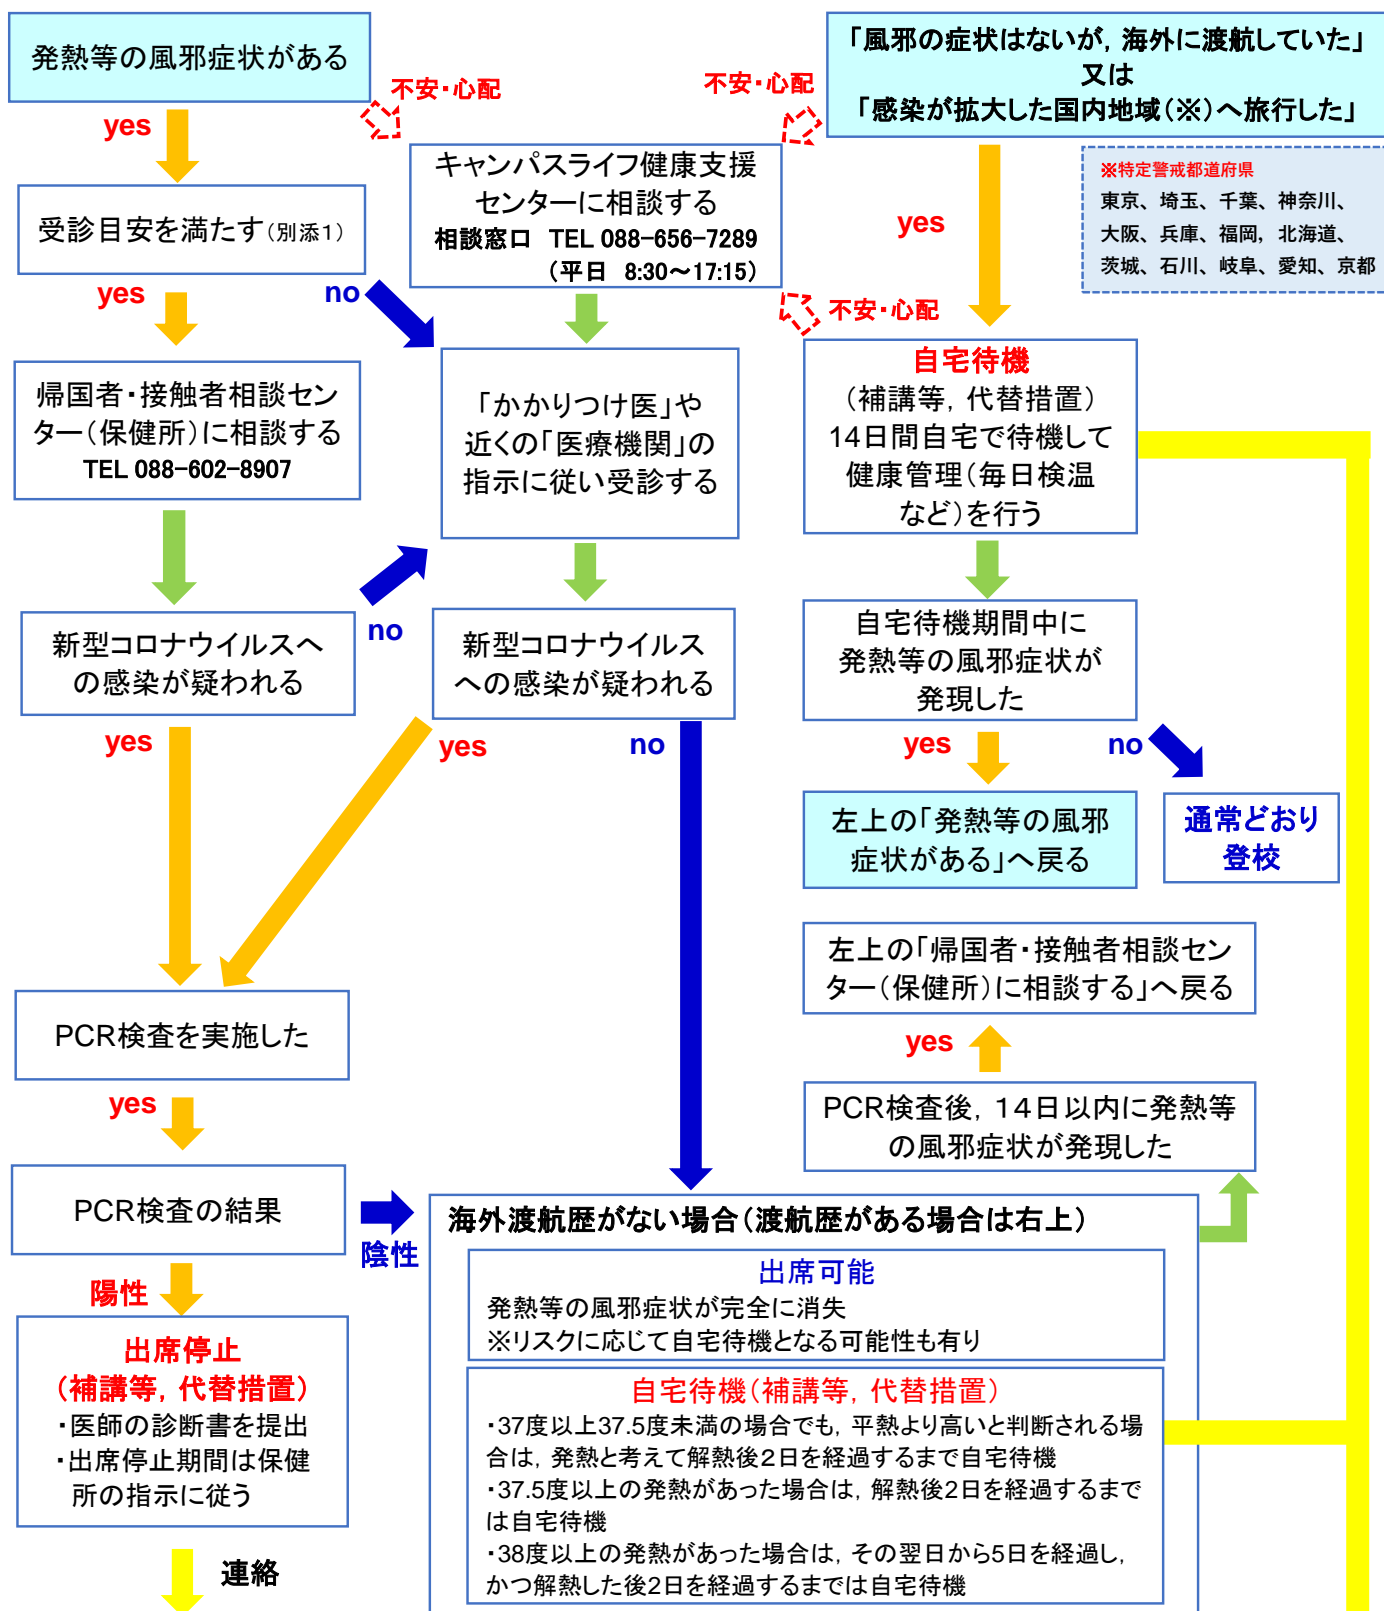 発熱等の風邪症状がある
不安・心配
不安・心配
「風邪の症状はないが，海外に渡航していた」
又は
「感染が拡大した国内地域（※）へ旅行した」
yes
キャンパスライフ健康支援
センターに相談する
相談窓口　TEL 088-656-7289
（平日　8:30～17:15）
※特定警戒都道府県
東京、埼玉、千葉、神奈川、
大阪、兵庫、福岡，北海道、
茨城、石川、岐阜、愛知、京都
受診目安を満たす（別添1）
yes
yes
no
不安・心配
帰国者・接触者相談セン
ター（保健所）に相談する
TEL 088-602-8907
「かかりつけ医」や
近くの「医療機関」の
指示に従い受診する
自宅待機
（補講等，代替措置）
14日間自宅で待機して
健康管理（毎日検温
など）を行う
no
新型コロナウイルスへ
の感染が疑われる
新型コロナウイルス
への感染が疑われる
自宅待機期間中に
発熱等の風邪症状が
発現した
yes
yes
no
yes
no
左上の「発熱等の風邪
症状がある」へ戻る
通常どおり
登校
左上の「帰国者・接触者相談セン
ター（保健所）に相談する」へ戻る
PCR検査を実施した
yes
yes
PCR検査後，14日以内に発熱等
の風邪症状が発現した
PCR検査の結果
陰性
海外渡航歴がない場合（渡航歴がある場合は右上）
出席可能
発熱等の風邪症状が完全に消失
※リスクに応じて自宅待機となる可能性も有り
陽性
出席停止
（補講等，代替措置）
・医師の診断書を提出
・出席停止期間は保健
所の指示に従う
自宅待機（補講等，代替措置）
・37度以上37.5度未満の場合でも，平熱より高いと判断される場
合は，発熱と考えて解熱後2日を経過するまで自宅待機
・37.5度以上の発熱があった場合は，解熱後2日を経過するまで
は自宅待機
・38度以上の発熱があった場合は，その翌日から5日を経過し，
かつ解熱した後2日を経過するまでは自宅待機
連絡